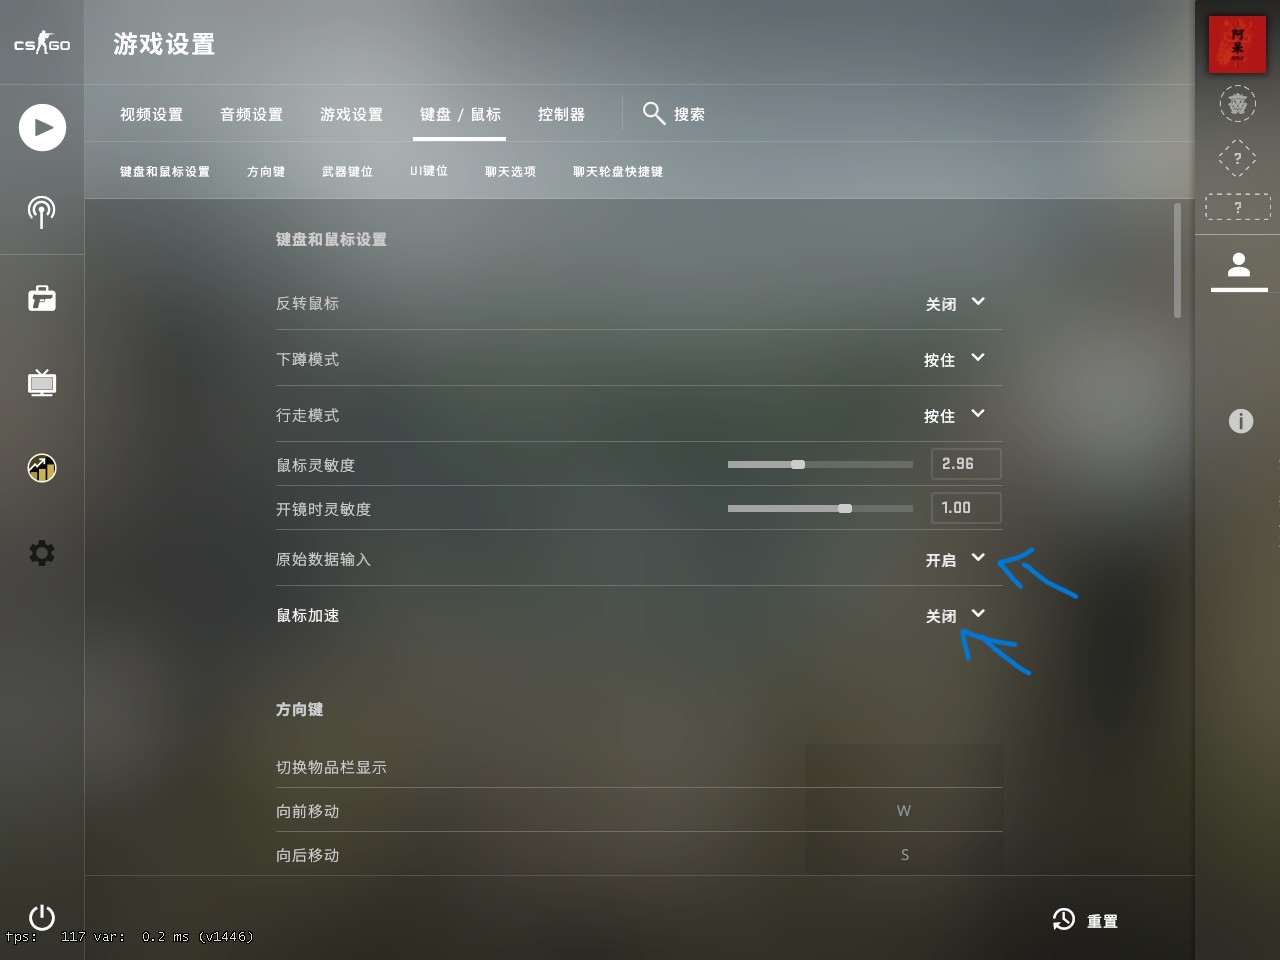 CS GO
游戏设置
视频设置 音频设置 游戏设置 键盘 / 鼠标 控制器 搜索
键盘和鼠标设置 方向键 武器键位 UI键位 聊天选项 聊天轮盘快捷键
键盘和鼠标设置
反转鼠标 关闭
下蹲模式 按住
行走模式 按住
鼠标灵敏度 2.96
开镜时灵敏度 1.00
原始数据输入 开启
鼠标加速 关闭
方向键
切换物品栏显示
向前移动 W
向后移动 S
重置
fps: 117 var: 0.2 ms (v1446)
阿
呆
?
?